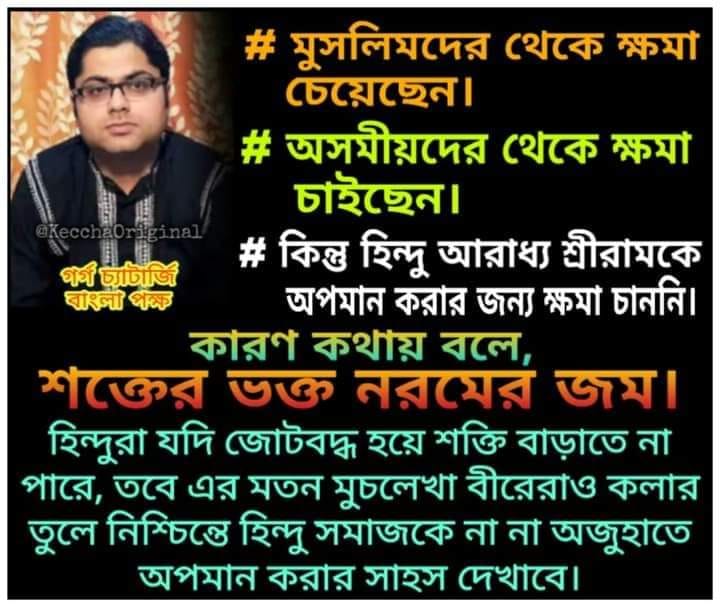 # মুসলিমদের থেকে ক্ষমা
চেয়েছেন।
# অসমীয়দের থেকে ক্ষমা
চাইছেন।
@KecchaOriginal
# কিন্তু হিন্দু আরাধ্য শ্রীরামকে
অপমান করার জন্য ক্ষমা চাননি।
গর্গ চ্যাটার্জি
বাংলা পক্ষ
কারণ কথায় বলে,
শক্তের ভক্ত নরমের জম।
হিন্দুরা যদি জোটবদ্ধ হয়ে শক্তি বাড়াতে না
পারে, তবে এর মতন মুচলেখা বীরেরাও কলার
তুলে নিশ্চিন্তে হিন্দু সমাজকে না না অজুহাতে
অপমান করার সাহস দেখাবে।